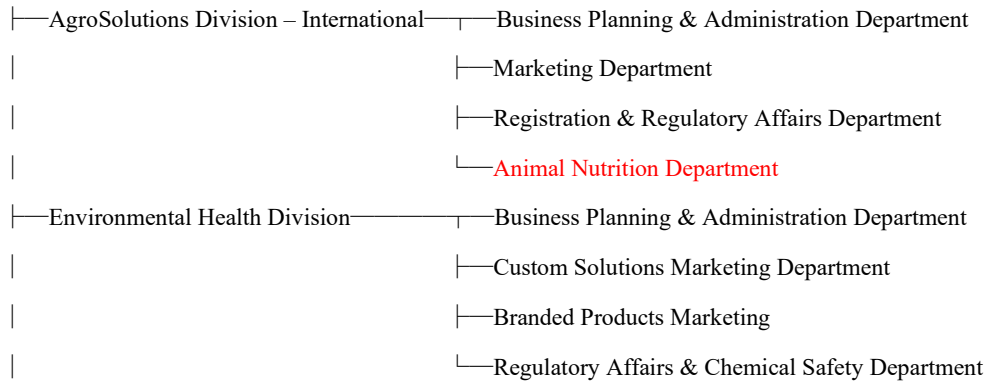 AgroSolutions Division – International Business Planning & Administration Department
Marketing Department
Registration & Regulatory Affairs Department
Animal Nutrition Department
Environmental Health Division Business Planning & Administration Department
Custom Solutions Marketing Department
Branded Products Marketing
Regulatory Affairs & Chemical Safety Department